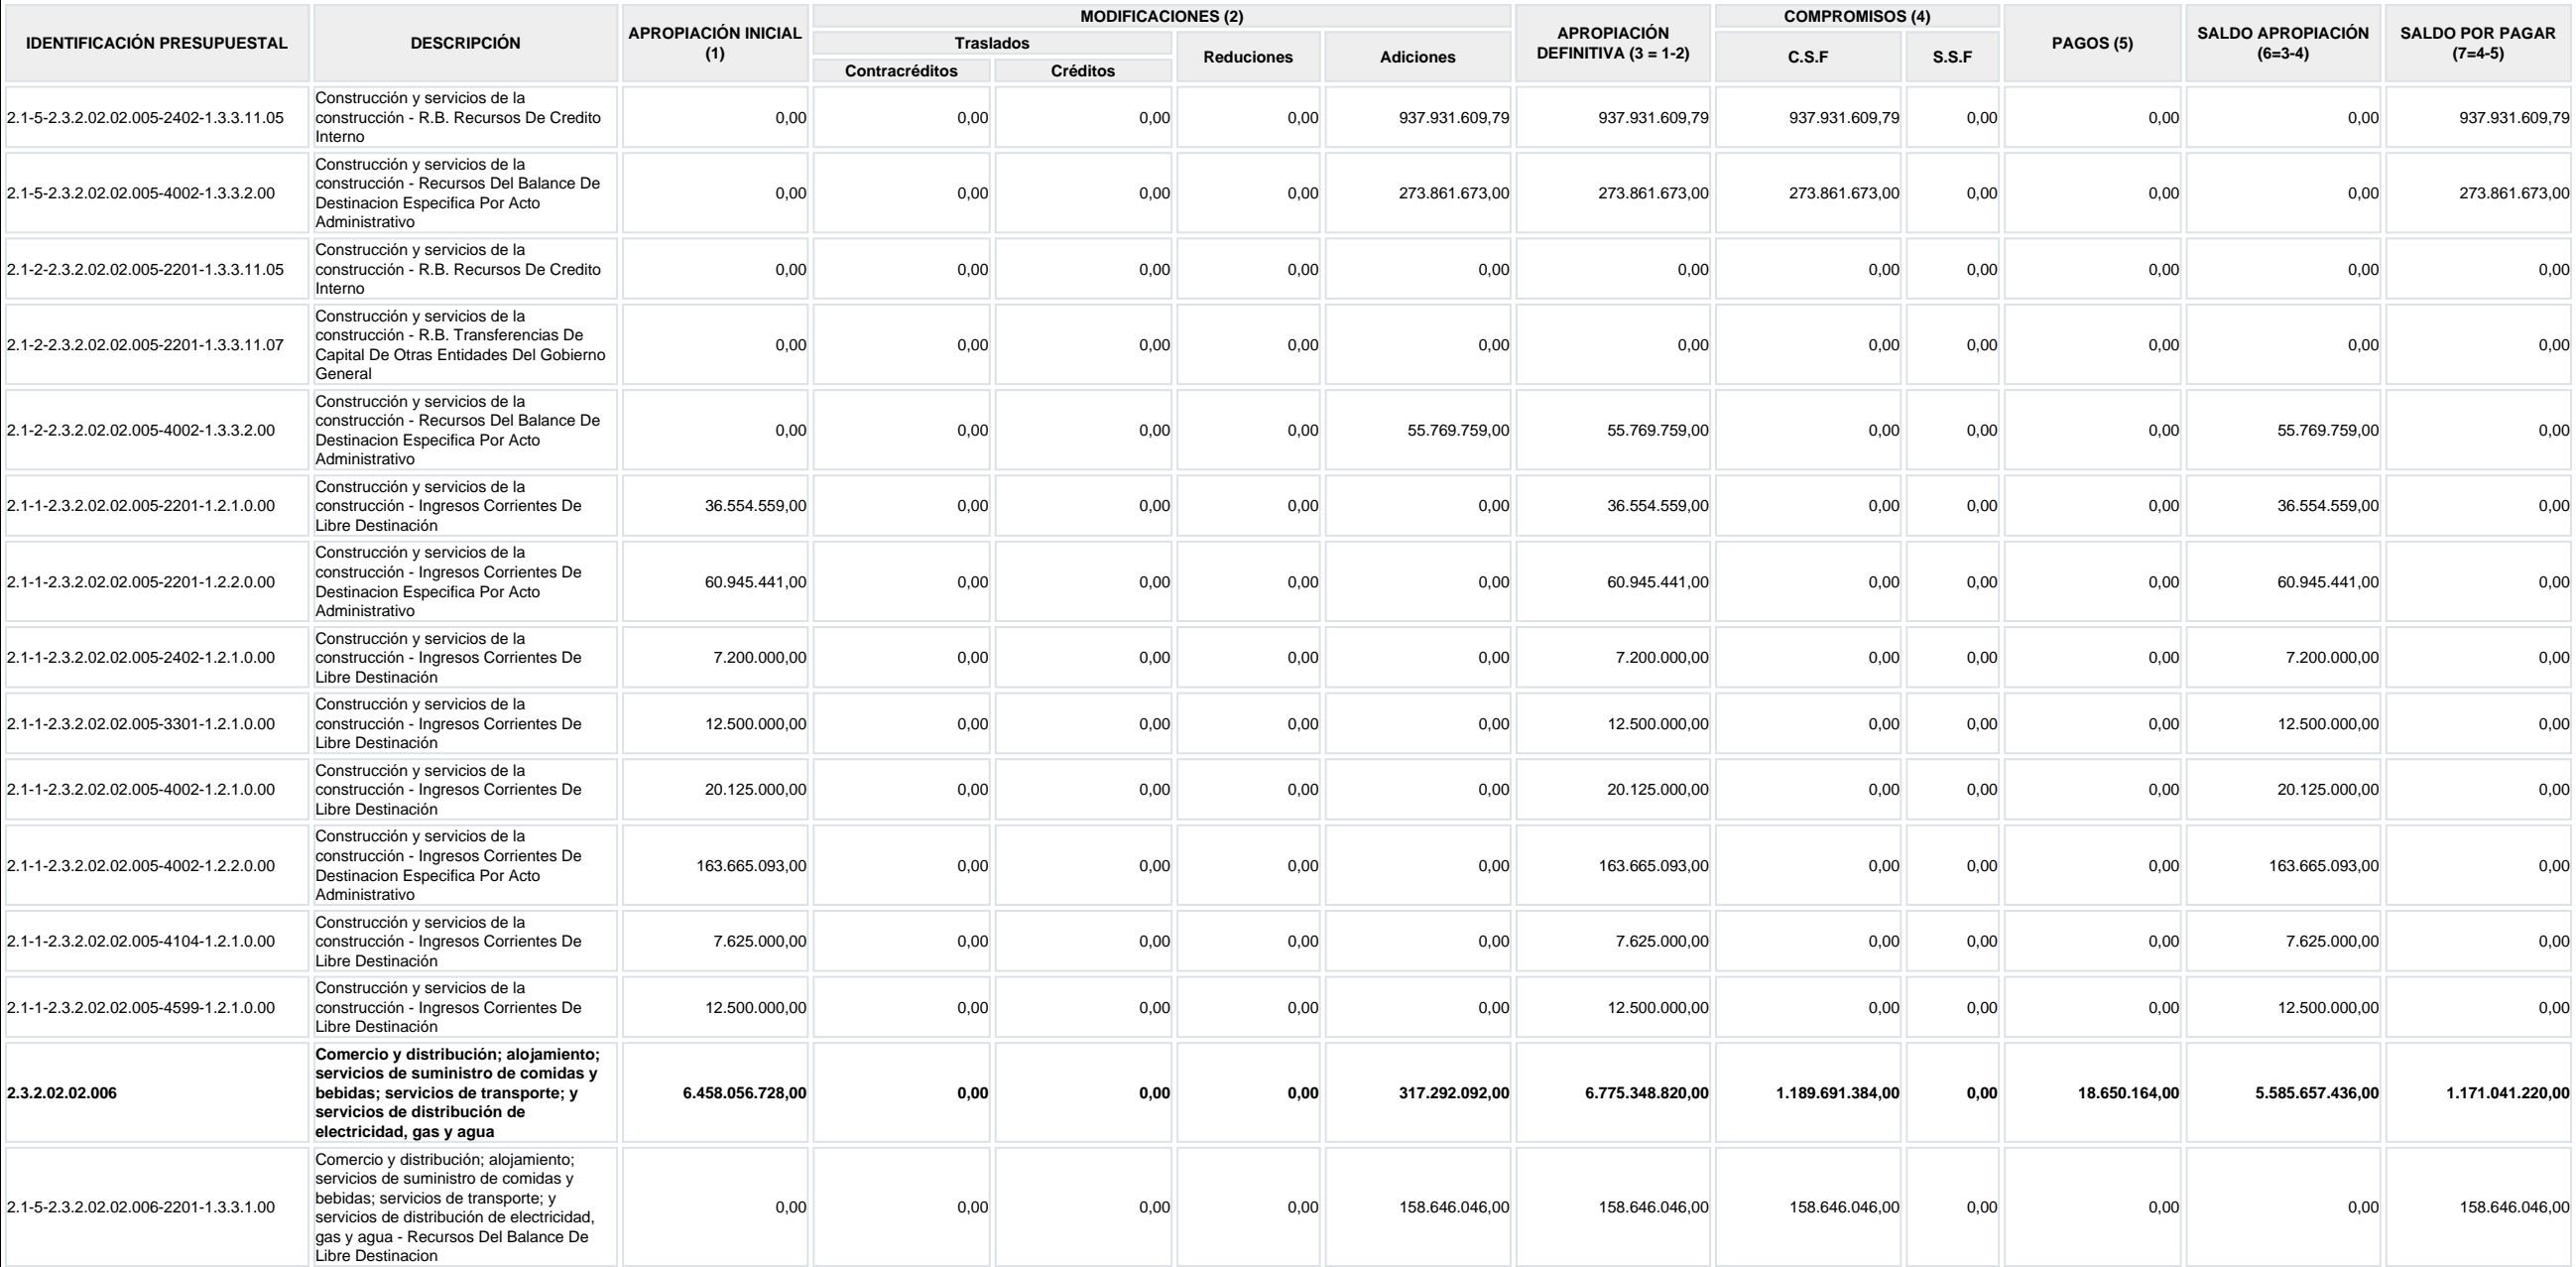 IDENTIFICACIÓN PRESUPUESTAL DESCRIPCIÓN APROPIACIÓN INICIAL (1) MODIFICACIONES (2) APROPIACIÓN DEFINITIVA (3 = 1-2) COMPROMISOS (4) PAGOS (5) SALDO APROPIACIÓN (6=3-4) SALDO POR PAGAR (7=4-5)
Traslados Reduciones Adiciones C.S.F S.S.F
Contracréditos Créditos
2.1-5-2.3.2.02.02.005-2402-1.3.3.11.05 Construcción y servicios de la construcción - R.B. Recursos De Credito Interno 0,00 0,00 0,00 0,00 937.931.609,79 937.931.609,79 937.931.609,79 0,00 0,00 0,00 937.931.609,79
2.1-5-2.3.2.02.02.005-4002-1.3.3.2.00 Construcción y servicios de la construcción - Recursos Del Balance De Destinacion Especifica Por Acto Administrativo 0,00 0,00 0,00 0,00 273.861.673,00 273.861.673,00 273.861.673,00 0,00 0,00 0,00 273.861.673,00
2.1-2-2.3.2.02.02.005-2201-1.3.3.11.05 Construcción y servicios de la construcción - R.B. Recursos De Credito Interno 0,00 0,00 0,00 0,00 0,00 0,00 0,00 0,00 0,00 0,00 0,00
2.1-2-2.3.2.02.02.005-2201-1.3.3.11.07 Construcción y servicios de la construcción - R.B. Transferencias De Capital De Otras Entidades Del Gobierno General 0,00 0,00 0,00 0,00 0,00 0,00 0,00 0,00 0,00 0,00 0,00
2.1-2-2.3.2.02.02.005-4002-1.3.3.2.00 Construcción y servicios de la construcción - Recursos Del Balance De Destinacion Especifica Por Acto Administrativo 0,00 0,00 0,00 0,00 55.769.759,00 55.769.759,00 0,00 0,00 0,00 55.769.759,00 0,00
2.1-1-2.3.2.02.02.005-2201-1.2.1.0.00 Construcción y servicios de la construcción - Ingresos Corrientes De Libre Destinación 36.554.559,00 0,00 0,00 0,00 0,00 36.554.559,00 0,00 0,00 0,00 36.554.559,00 0,00
2.1-1-2.3.2.02.02.005-2201-1.2.2.0.00 Construcción y servicios de la construcción - Ingresos Corrientes De Destinacion Especifica Por Acto Administrativo 60.945.441,00 0,00 0,00 0,00 0,00 60.945.441,00 0,00 0,00 0,00 60.945.441,00 0,00
2.1-1-2.3.2.02.02.005-2402-1.2.1.0.00 Construcción y servicios de la construcción - Ingresos Corrientes De Libre Destinación 7.200.000,00 0,00 0,00 0,00 0,00 7.200.000,00 0,00 0,00 0,00 7.200.000,00 0,00
2.1-1-2.3.2.02.02.005-3301-1.2.1.0.00 Construcción y servicios de la construcción - Ingresos Corrientes De Libre Destinación 12.500.000,00 0,00 0,00 0,00 0,00 12.500.000,00 0,00 0,00 0,00 12.500.000,00 0,00
2.1-1-2.3.2.02.02.005-4002-1.2.1.0.00 Construcción y servicios de la construcción - Ingresos Corrientes De Libre Destinación 20.125.000,00 0,00 0,00 0,00 0,00 20.125.000,00 0,00 0,00 0,00 20.125.000,00 0,00
2.1-1-2.3.2.02.02.005-4002-1.2.2.0.00 Construcción y servicios de la construcción - Ingresos Corrientes De Destinacion Especifica Por Acto Administrativo 163.665.093,00 0,00 0,00 0,00 0,00 163.665.093,00 0,00 0,00 0,00 163.665.093,00 0,00
2.1-1-2.3.2.02.02.005-4104-1.2.1.0.00 Construcción y servicios de la construcción - Ingresos Corrientes De Libre Destinación 7.625.000,00 0,00 0,00 0,00 0,00 7.625.000,00 0,00 0,00 0,00 7.625.000,00 0,00
2.1-1-2.3.2.02.02.005-4599-1.2.1.0.00 Construcción y servicios de la construcción - Ingresos Corrientes De Libre Destinación 12.500.000,00 0,00 0,00 0,00 0,00 12.500.000,00 0,00 0,00 0,00 12.500.000,00 0,00
2.3.2.02.02.006 Comercio y distribución; alojamiento; servicios de suministro de comidas y bebidas; servicios de transporte; y servicios de distribución de electricidad, gas y agua 6.458.056.728,00 0,00 0,00 0,00 317.292.092,00 6.775.348.820,00 1.189.691.384,00 0,00 18.650.164,00 5.585.657.436,00 1.171.041.220,00
2.1-5-2.3.2.02.02.006-2201-1.3.3.1.00 Comercio y distribución; alojamiento; servicios de suministro de comidas y bebidas; servicios de transporte; y servicios de distribución de electricidad, gas y agua - Recursos Del Balance De Libre Destinacion 0,00 0,00 0,00 0,00 158.646.046,00 158.646.046,00 158.646.046,00 0,00 0,00 0,00 158.646.046,00